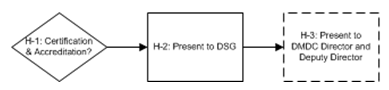 H-1: Certification
& Accreditation?
H-2: Present to DSG
H-3: Present to
DMDC Director and
Deputy Director